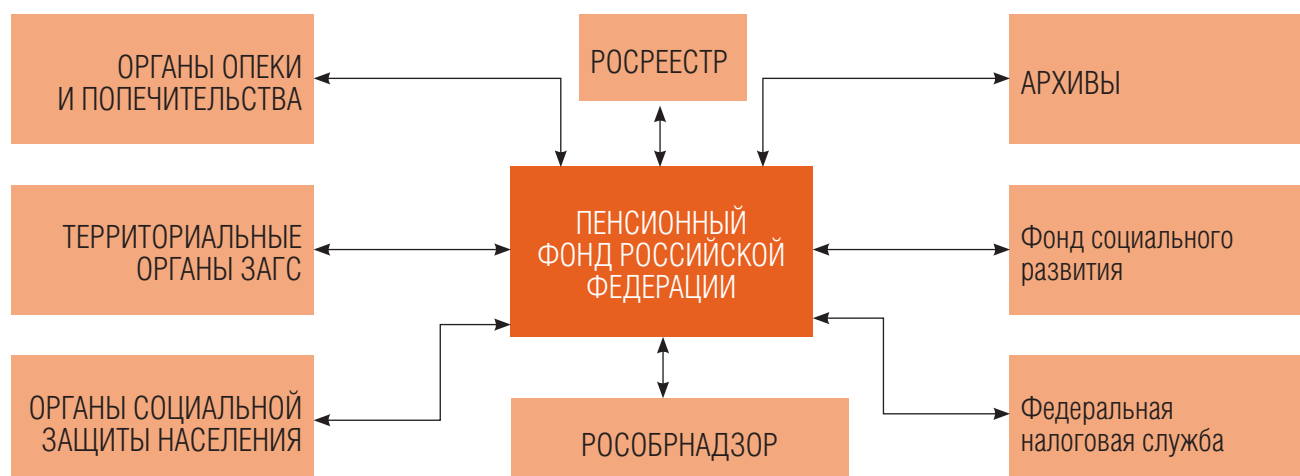 ОРГАНЫ ОПЕКИ
И ПОПЕЧИТЕЛЬСТВА
РОСРЕЕСТР
АРХИВЫ
ТЕРРИТОРИАЛЬНЫЕ
ОРГАНЫ ЗАГС
ПЕНСИОННЫЙ
ФОНД РОССИЙСКОЙ
ФЕДЕРАЦИИ
Фонд социального
развития
ОРГАНЫ СОЦИАЛЬНОЙ
ЗАЩИТЫ НАСЕЛЕНИЯ
РОСОБРНАДЗОР
Федеральная
налоговая служба